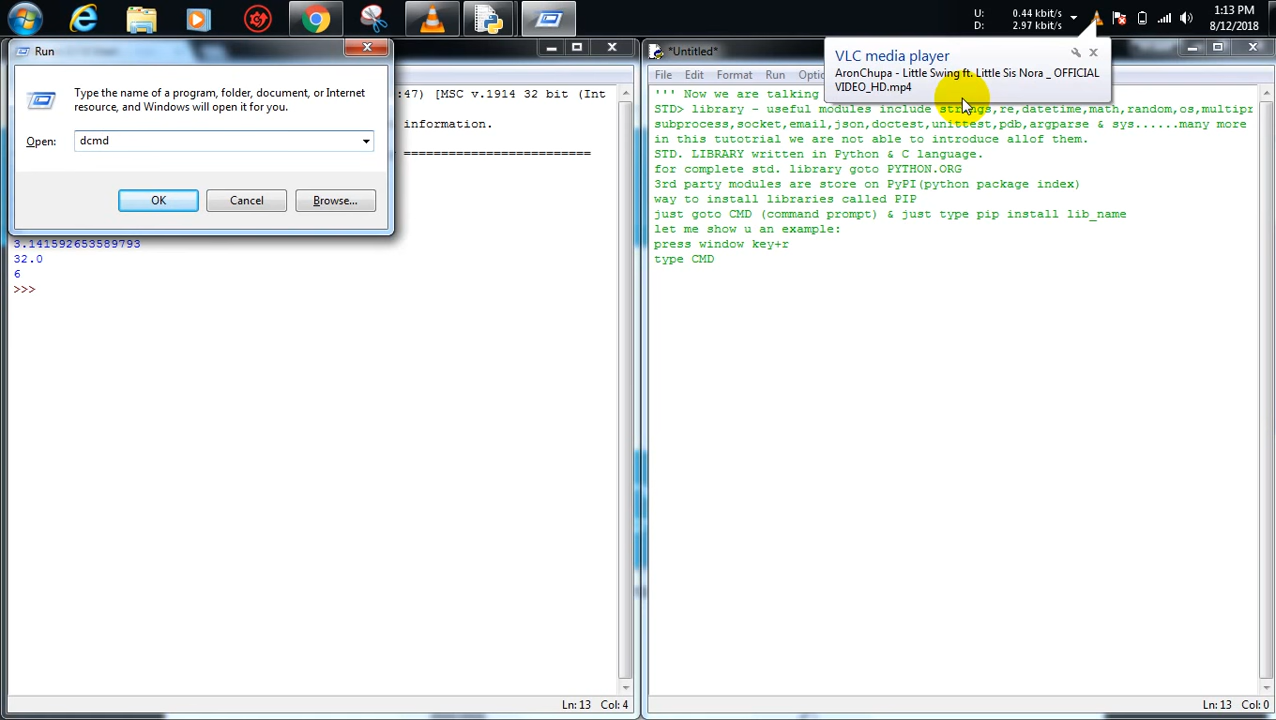 U: 0.44 kbit/s
D: 2.97 kbit/s
1:13 PM
8/12/2018
Run
Type the name of a program, folder, document, or Internet
resource, and Windows will open it for you.
Open: dcmd
OK Cancel Browse...
:47) [MSC v.1914 32 bit (Int
information.
=========================
3.141592653589793
32.0
6
>>>
Ln: 13 Col: 4
*Untitled*
File Edit Format Run Optio
VLC media player
AronChupa - Little Swing ft. Little Sis Nora _ OFFICIAL
VIDEO_HD.mp4
''' Now we are talking
STD> library - useful modules include strings,re,datetime,math,random,os,multipr
subprocess,socket,email,json,doctest,unittest,pdb,argparse & sys......many more
in this tutotrial we are not able to introduce allof them.
STD. LIBRARY written in Python & C language.
for complete std. library goto PYTHON.ORG
3rd party modules are store on PyPI(python package index)
way to install libraries called PIP
just goto CMD (command prompt) & just type pip install lib_name
let me show u an example:
press window key+r
type CMD
Ln: 13 Col: 0